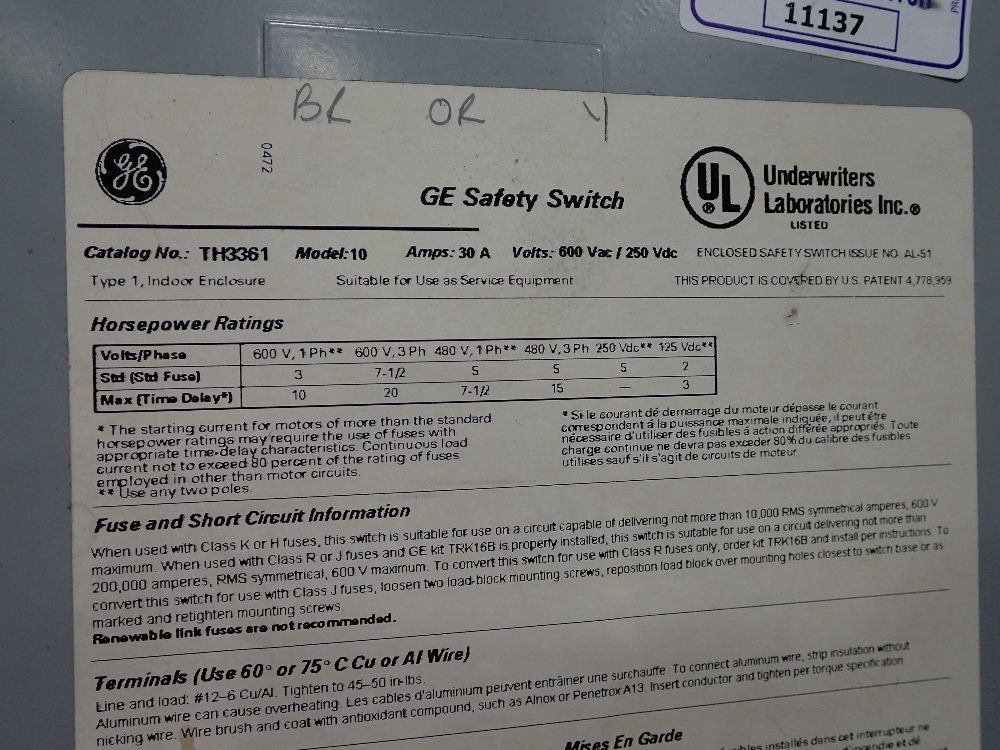 11137
BR OR Y
GE
0472
GE Safety Switch
UL
Underwriters
Laboratories Inc.®
LISTED
Catalog No.: TH3361 Model: 10 Amps: 30 A Volts: 600 Vac / 250 Vdc ENCLOSED SAFETY SWITCH ISSUE NO. AL-51
Type 1, Indoor Enclosure Suitable for Use as Service Equipment THIS PRODUCT IS COVERED BY U.S. PATENT 4,778,959
Horsepower Ratings
Volts/Phase 600 V, 1 Ph** 600 V, 3 Ph 480 V, 1 Ph** 480 V, 3 Ph 250 Vdc** 125 Vdc**
Std (Std Fuse) 3 7-1/2 5 5 5 2
Max (Time Delay*) 10 20 7-1/2 15 — 3
* The starting current for motors of more than the standard
horsepower ratings may require the use of fuses with
appropriate time-delay characteristics. Continuous load
current not to exceed 80 percent of the rating of fuses
employed in other than motor circuits.
** Use any two poles.
* Si le courant dé demarrage du moteur dépasse le courant
correspondant á la puissance maximale indiquée, il peut être
nécessaire d'utiliser des fusibles á action différée appropriés. Toute
charge continue ne devra pas exceder 80% du calibre des fusibles
utilises sauf s'il s'agit de circuits de moteur.
Fuse and Short Circuit Information
When used with Class K or H fuses, this switch is suitable for use on a circuit capable of delivering not more than 10,000 RMS symmetrical amperes, 600 V
maximum. When used with Class R or J fuses and GE kit TRK16B is properly installed, this switch is suitable for use on a circuit delivering not more than
200,000 amperes, RMS symmetrical, 600 V maximum. To convert this switch for use with Class R fuses only, order kit TRK16B and install per instructions. To
convert this switch for use with Class J fuses, loosen two load-block mounting screws, reposition load block over mounting holes closest to switch base or as
marked and retighten mounting screws.
Renewable link fuses are not recommended.
Terminals (Use 60° or 75° C Cu or Al Wire)
Line and load: #12–6 Cu/Al. Tighten to 45–50 in-lbs.
Aluminum wire can cause overheating. Les cables d'aluminium peuvent entrâiner une surchauffe. To connect aluminum wire, strip insulation without
nicking wire. Wire brush and coat with antioxidant compound, such as Alnox or Penetrox A13. Insert conductor and tighten per torque specification.
Mises En Garde
installés dans cet interrupteur ne